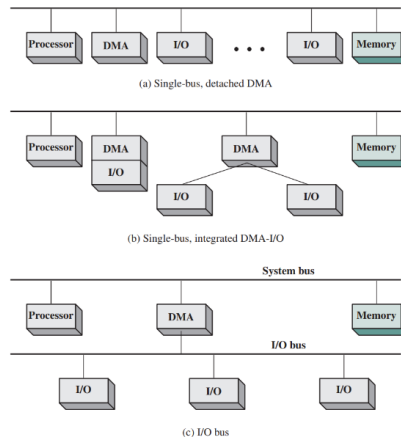 Processor DMA I/O I/O Memory
(a) Single-bus, detached DMA
Processor DMA DMA Memory
I/O
I/O I/O
(b) Single-bus, integrated DMA-I/O
System bus
Processor DMA Memory
I/O bus
I/O I/O I/O
(c) I/O bus